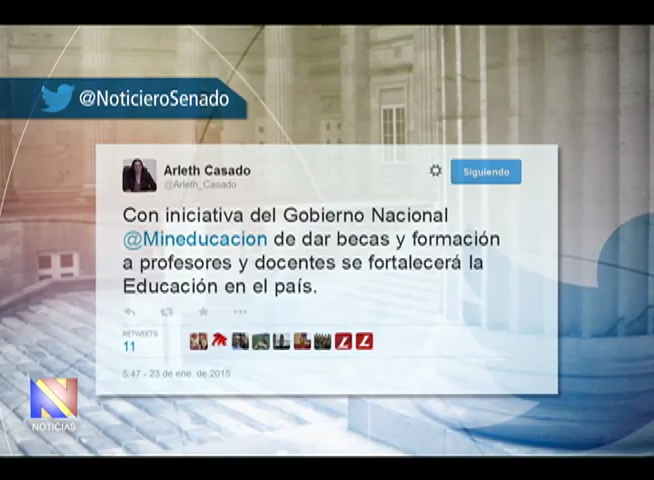 @NoticieroSenado
Arleth Casado
@Arleth_Casado
Siguiendo
Con iniciativa del Gobierno Nacional
@Mineducacion de dar becas y formación
a profesores y docentes se fortalecerá la
Educación en el país.
RETWEETS
11
5:47 - 23 de ene. de 2015
N
NOTICIAS